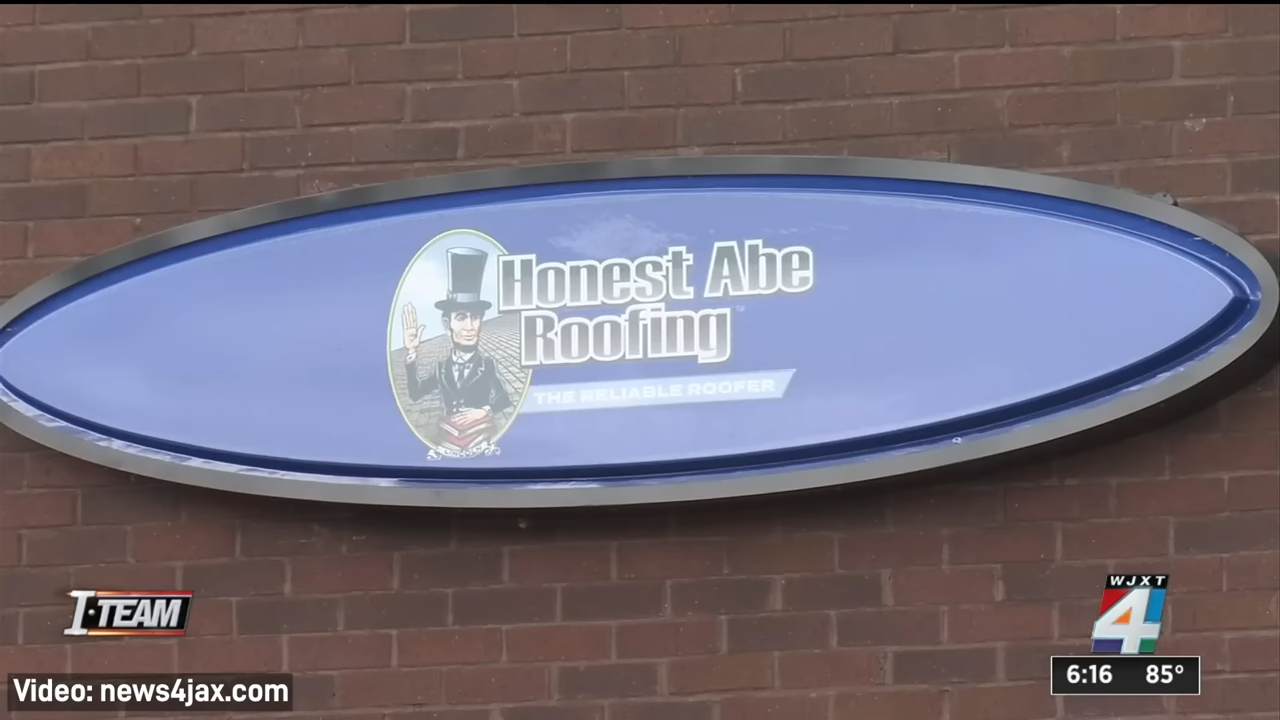 Honest Abe
Roofing
THE RELIABLE ROOFER
I-TEAM
WJXT
4
6:16 85°
Video: news4jax.com